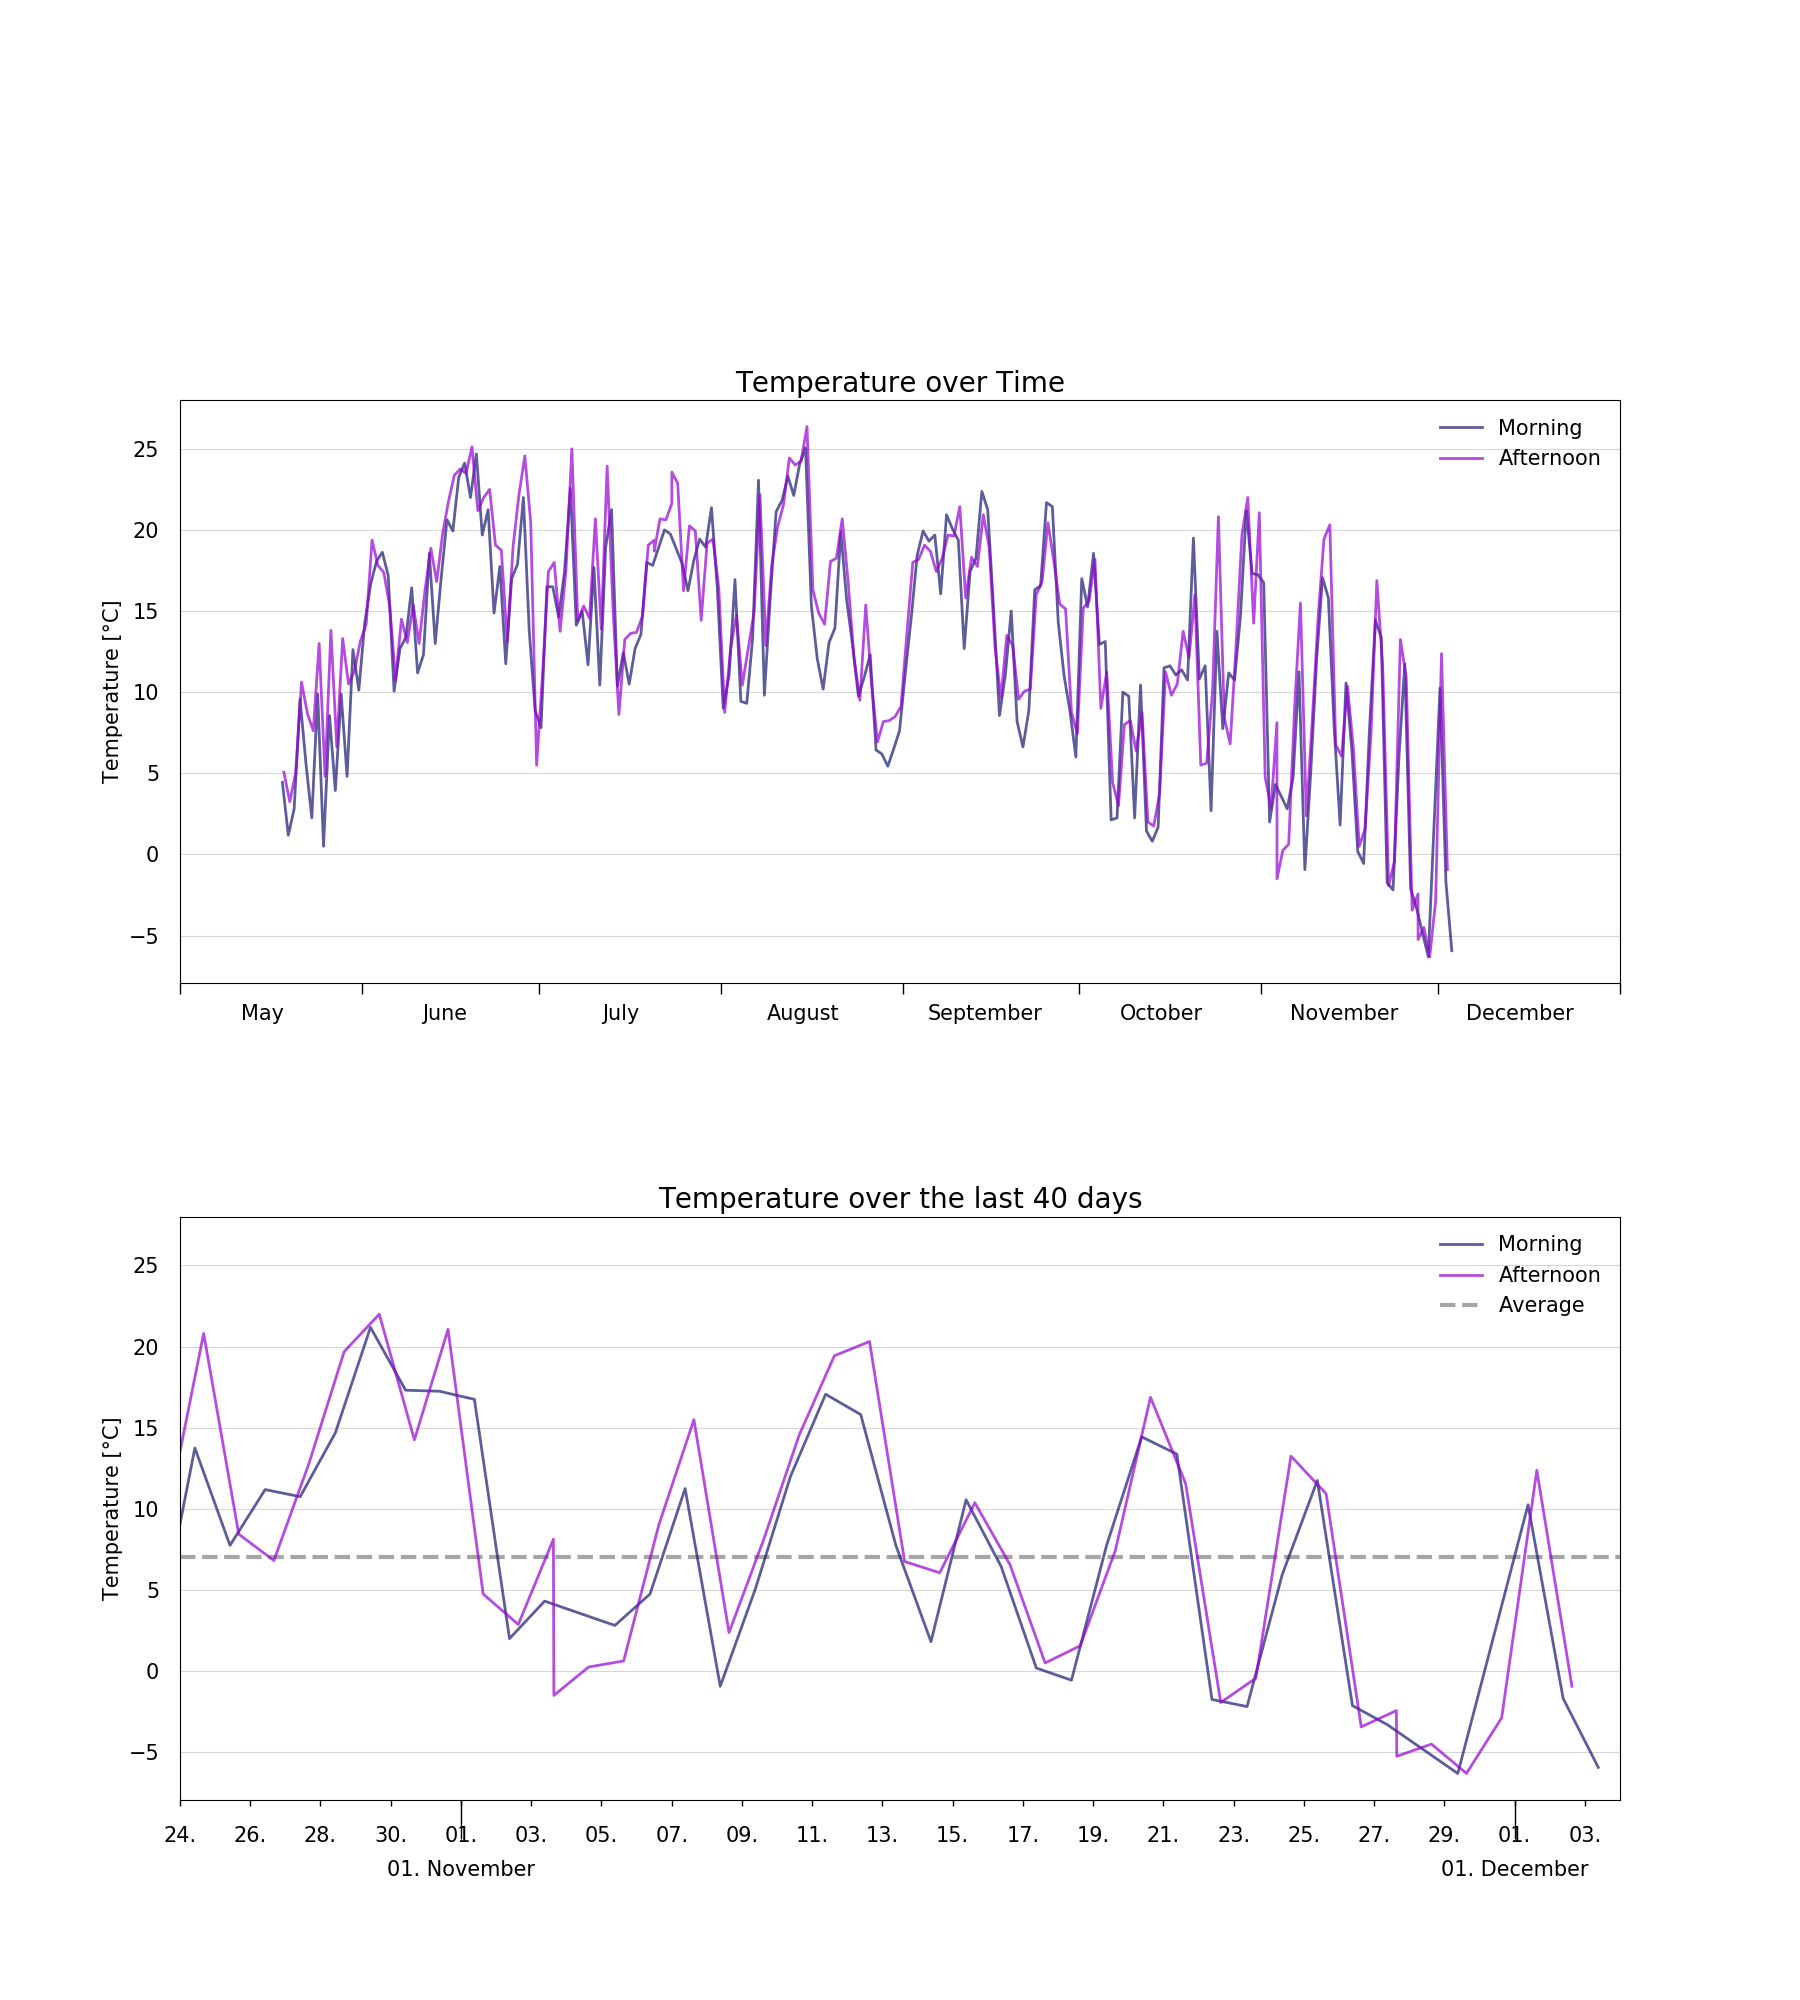 Temperature over Time
Temperature [°C]
25
20
15
10
5
0
−5
Morning
Afternoon
May June July August September October November December
Temperature over the last 40 days
Temperature [°C]
25
20
15
10
5
0
−5
Morning
Afternoon
Average
24. 26. 28. 30. 01. 03. 05. 07. 09. 11. 13. 15. 17. 19. 21. 23. 25. 27. 29. 01. 03.
01. November 01. December